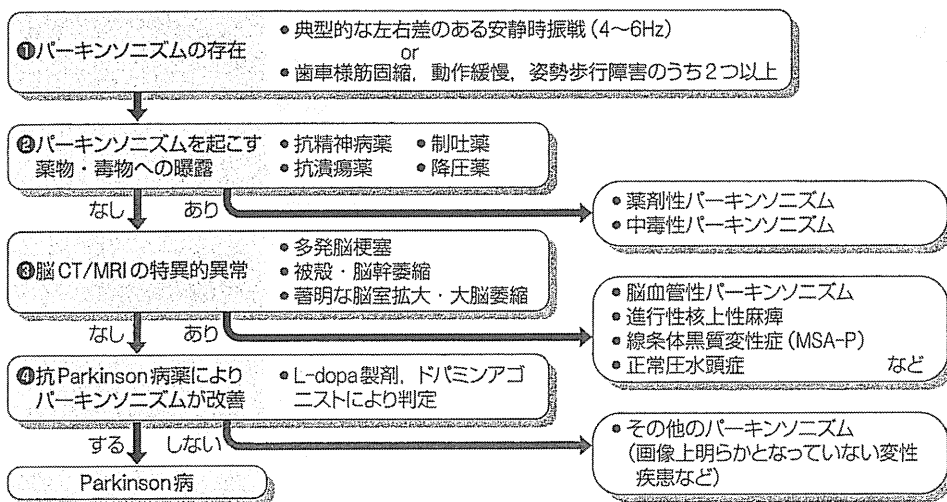 ❶パーキンソニズムの存在
●典型的な左右差のある安静時振戦(4〜6Hz)
or
●歯車様筋固縮,動作緩慢,姿勢歩行障害のうち2つ以上
❷パーキンソニズムを起こす
薬物・毒物への曝露
●抗精神病薬 ●制吐薬
●抗潰瘍薬 ●降圧薬
なし あり
●薬剤性パーキンソニズム
●中毒性パーキンソニズム
❸脳CT/MRIの特異的異常
●多発脳梗塞
●被殻・脳幹萎縮
●著明な脳室拡大・大脳萎縮
なし あり
●脳血管性パーキンソニズム
●進行性核上性麻痺
●線条体黒質変性症(MSA-P)
●正常圧水頭症 など
❹抗Parkinson病薬により
パーキンソニズムが改善
●L-dopa製剤,ドパミンアゴ
ニストにより判定
する しない
●その他のパーキンソニズム
(画像上明らかとなっていない変性
疾患など)
Parkinson病